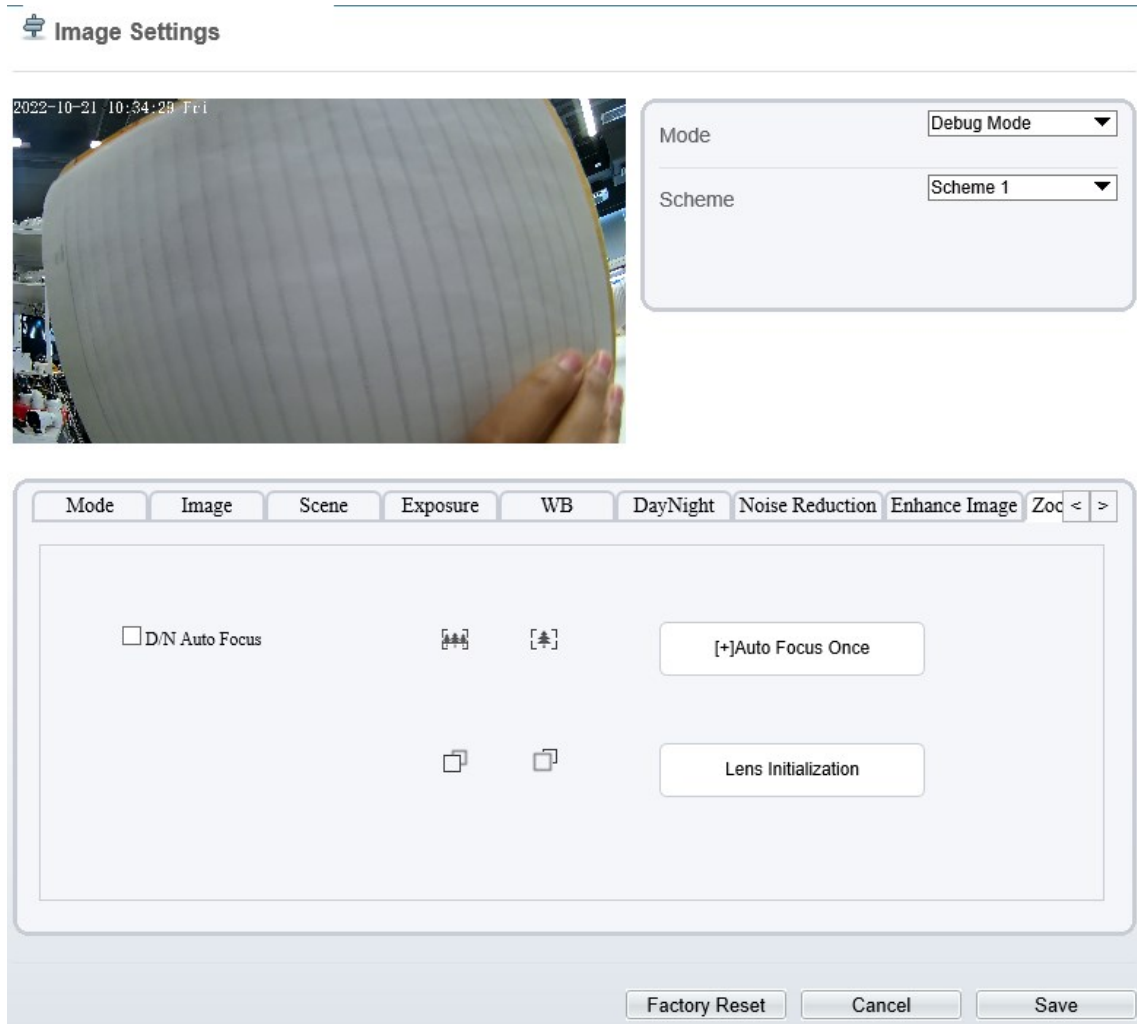 Image Settings
2022-10-21 10:34:29 Fri
Mode
Debug Mode
Scheme
Scheme 1
Mode Image Scene Exposure WB DayNight Noise Reduction Enhance Image Zoo < >
D/N Auto Focus
[+]Auto Focus Once
Lens Initialization
Factory Reset Cancel Save